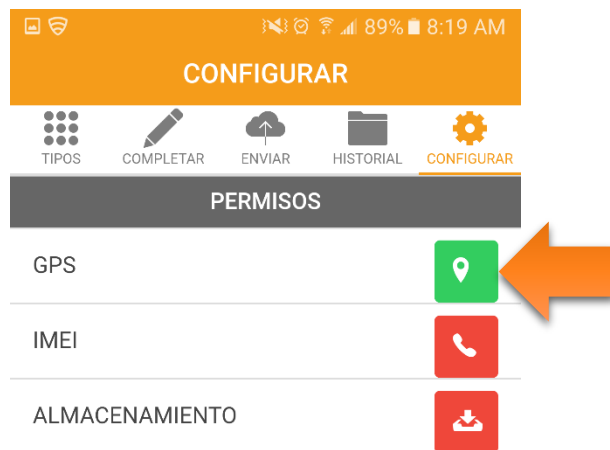 89% 8:19 AM
CONFIGURAR
TIPOS COMPLETAR ENVIAR HISTORIAL CONFIGURAR
PERMISOS
GPS
IMEI
ALMACENAMIENTO